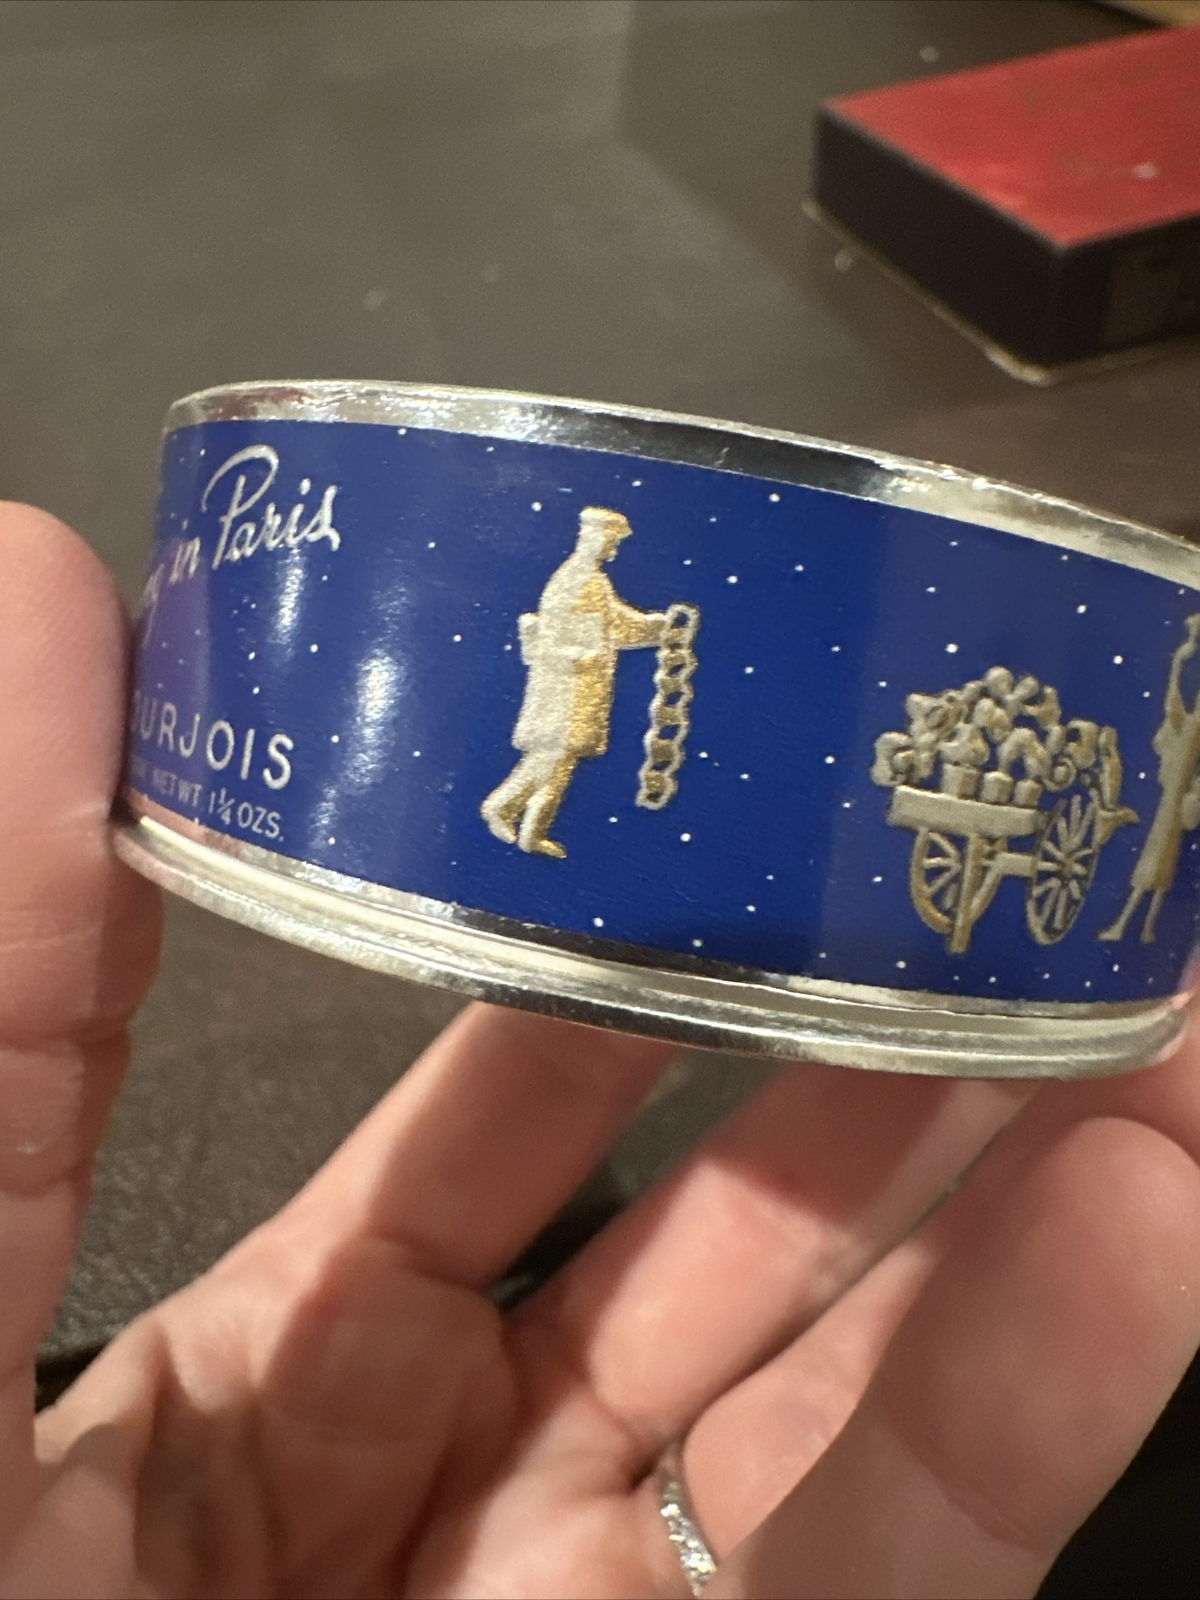 in Paris
URJOIS
NET WT 1¼ OZS.